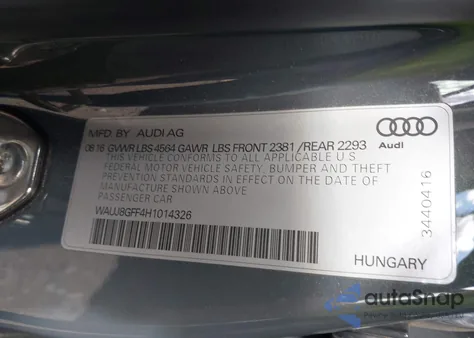 MFD. BY AUDI AG
08 16 GVWR LBS 4564 GAWR LBS FRONT 2381 /REAR 2293
THIS VEHICLE CONFORMS TO ALL APPLICABLE U S
FEDERAL MOTOR VEHICLE SAFETY, BUMPER AND THEFT
PREVENTION STANDARDS IN EFFECT ON THE DATE OF
MANUFACTURE SHOWN ABOVE
PASSENGER CAR
WAUJ8GFF4H1014326
Audi
3440416
HUNGARY
autoSnap